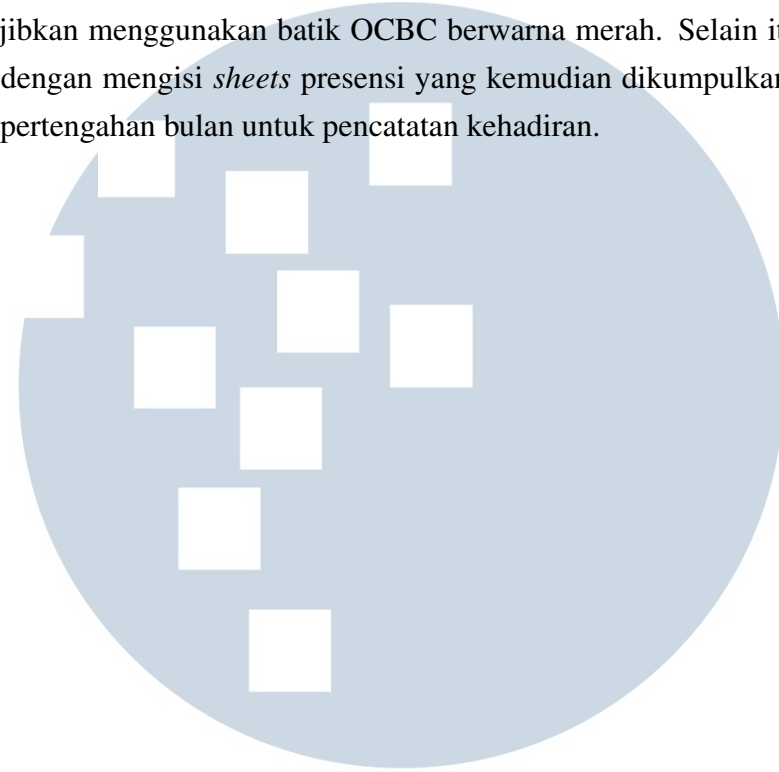 jibkan menggunakan batik OCBC berwarna merah. Selain it
dengan mengisi sheets presensi yang kemudian dikumpulkan
pertengahan bulan untuk pencatatan kehadiran.